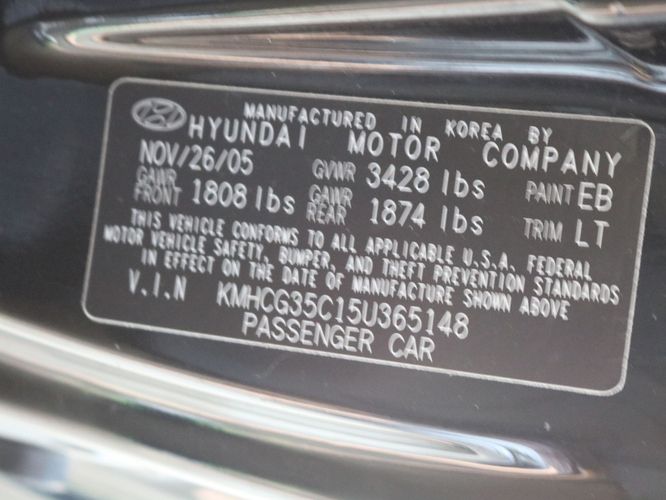 MANUFACTURED IN KOREA BY
HYUNDAI MOTOR COMPANY
NOV/26/05 GVWR 3428 lbs PAINT EB
GAWR FRONT 1808 lbs GAWR REAR 1874 lbs TRIM LT
THIS VEHICLE CONFORMS TO ALL APPLICABLE U.S.A. FEDERAL
MOTOR VEHICLE SAFETY, BUMPER, AND THEFT PREVENTION STANDARDS
IN EFFECT ON THE DATE OF MANUFACTURE SHOWN ABOVE
V.I.N KMHCG35C15U365148
PASSENGER CAR